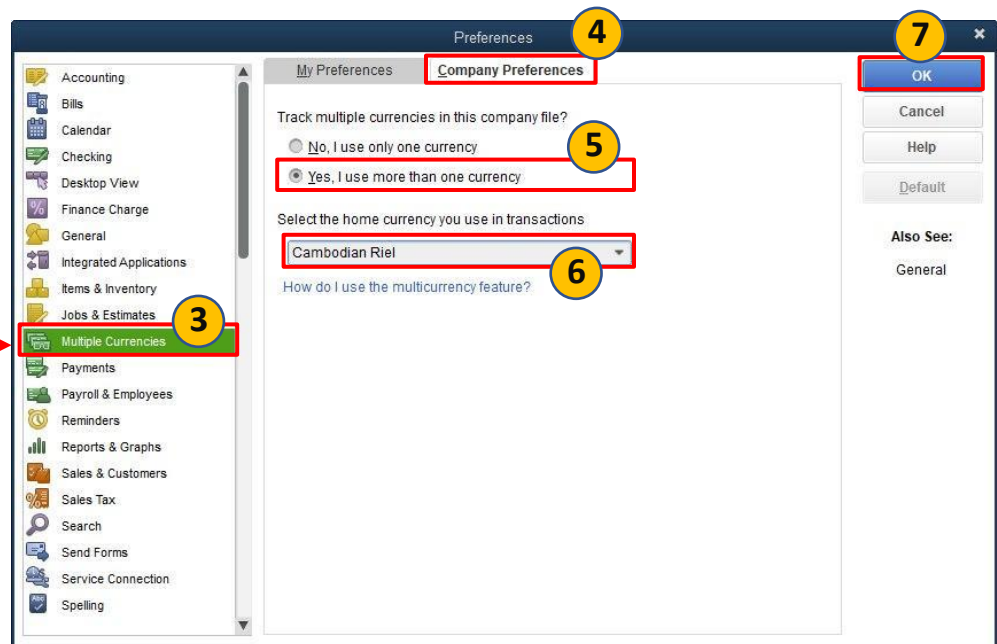 Preferences
4
7
Accounting
Bills
Calendar
Checking
Desktop View
Finance Charge
General
Integrated Applications
Items & Inventory
Jobs & Estimates
3
Multiple Currencies
Payments
Payroll & Employees
Reminders
Reports & Graphs
Sales & Customers
Sales Tax
Search
Send Forms
Service Connection
Spelling
My Preferences
Company Preferences
Track multiple currencies in this company file?
No, I use only one currency
5
Yes, I use more than one currency
Select the home currency you use in transactions
Cambodian Riel
6
How do I use the multicurrency feature?
OK
Cancel
Help
Default
Also See:
General
%
Abc